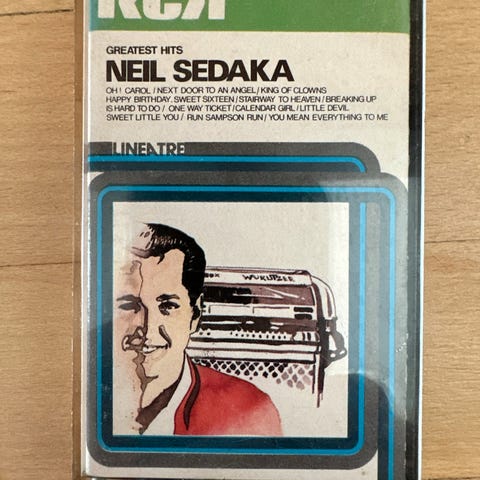 RCA
GREATEST HITS
NEIL SEDAKA
OH! CAROL / NEXT DOOR TO AN ANGEL / KING OF CLOWNS
HAPPY BIRTHDAY, SWEET SIXTEEN / STAIRWAY TO HEAVEN / BREAKING UP
IS HARD TO DO / ONE WAY TICKET / CALENDAR GIRL / LITTLE DEVIL
SWEET LITTLE YOU / RUN SAMPSON RUN / YOU MEAN EVERYTHING TO ME
LINEATRE
WURLITZER